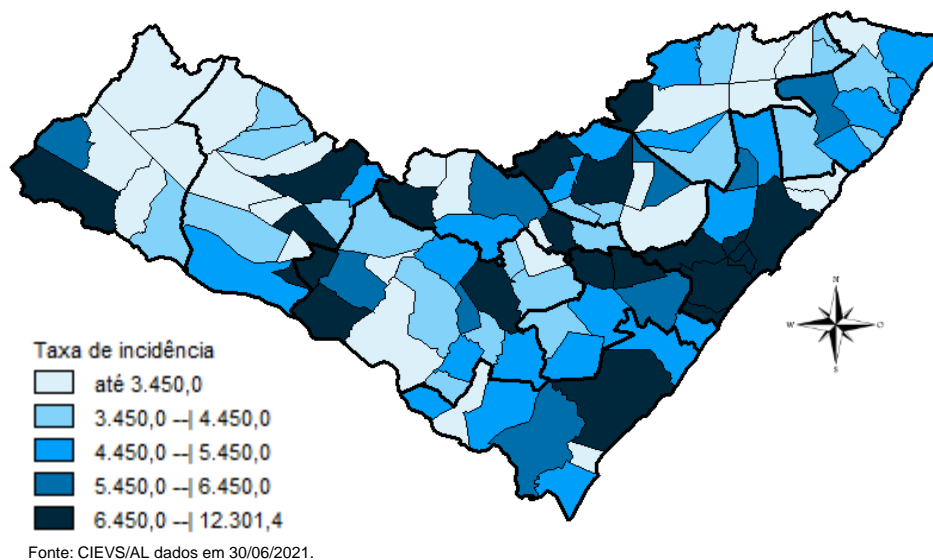 N
W
O
S
Taxa de incidência
até 3.450,0
3.450,0 --| 4.450,0
4.450,0 --| 5.450,0
5.450,0 --| 6.450,0
6.450,0 --| 12.301,4
Fonte: CIEVS/AL dados em 30/06/2021.